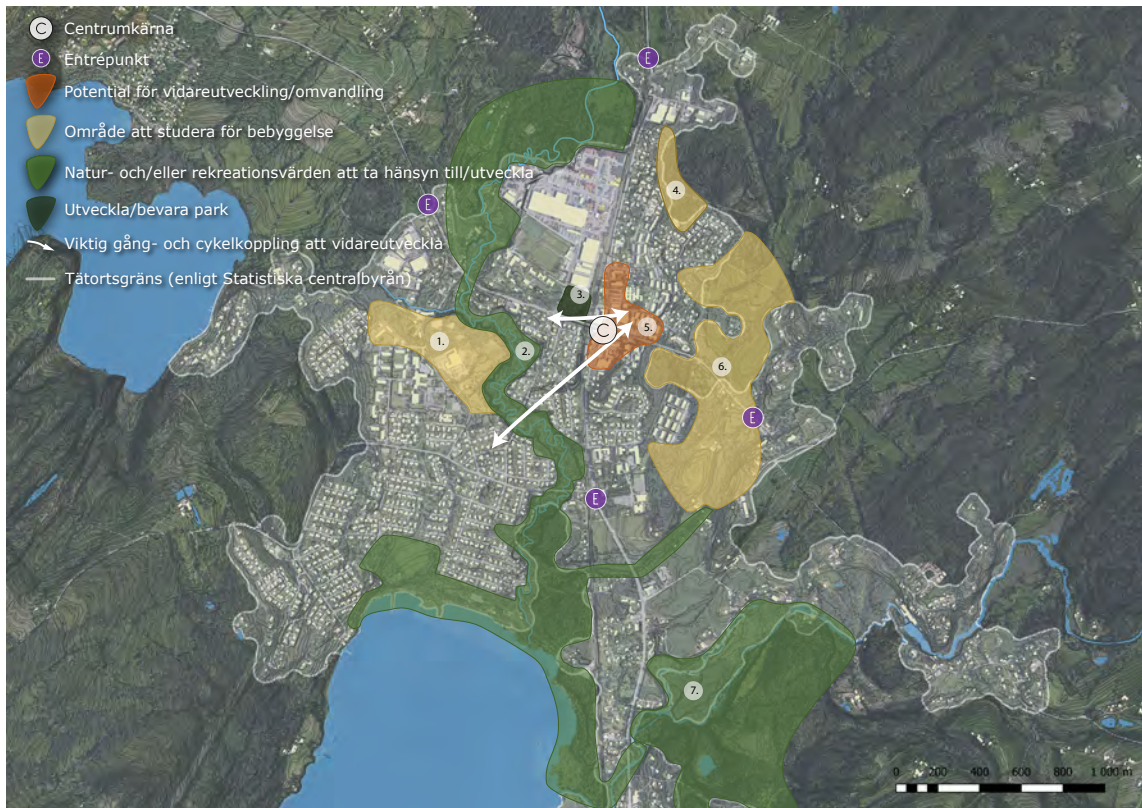 C Centrumkärna
E Entrépunkt
Potential för vidareutveckling/omvandling
Område att studera för bebyggelse
Natur- och/eller rekreationsvärden att ta hänsyn till/utveckla
Utveckla/bevara park
Viktig gång- och cykelkoppling att vidareutveckla
Tätortsgräns (enligt Statistiska centralbyrån)
E
4.
E
3.
C 5.
1.
2.
6.
E
E
7.
0 200 400 600 800 1 000 m